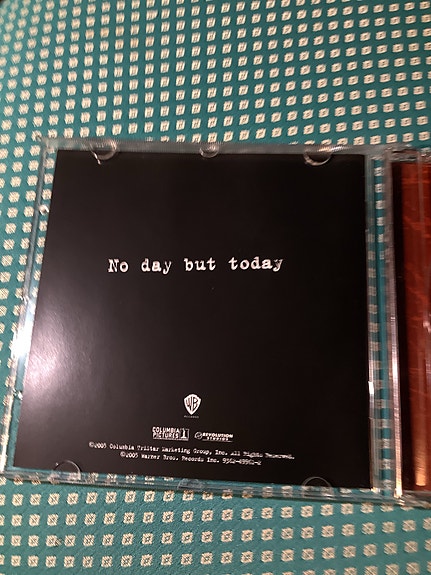 No day but today
WB
COLUMBIA
PICTURES
REVOLUTION
STUDIOS
©2005 Columbia TriStar Marketing Group, Inc. All Rights Reserved.
©2005 Warner Bros. Records Inc.